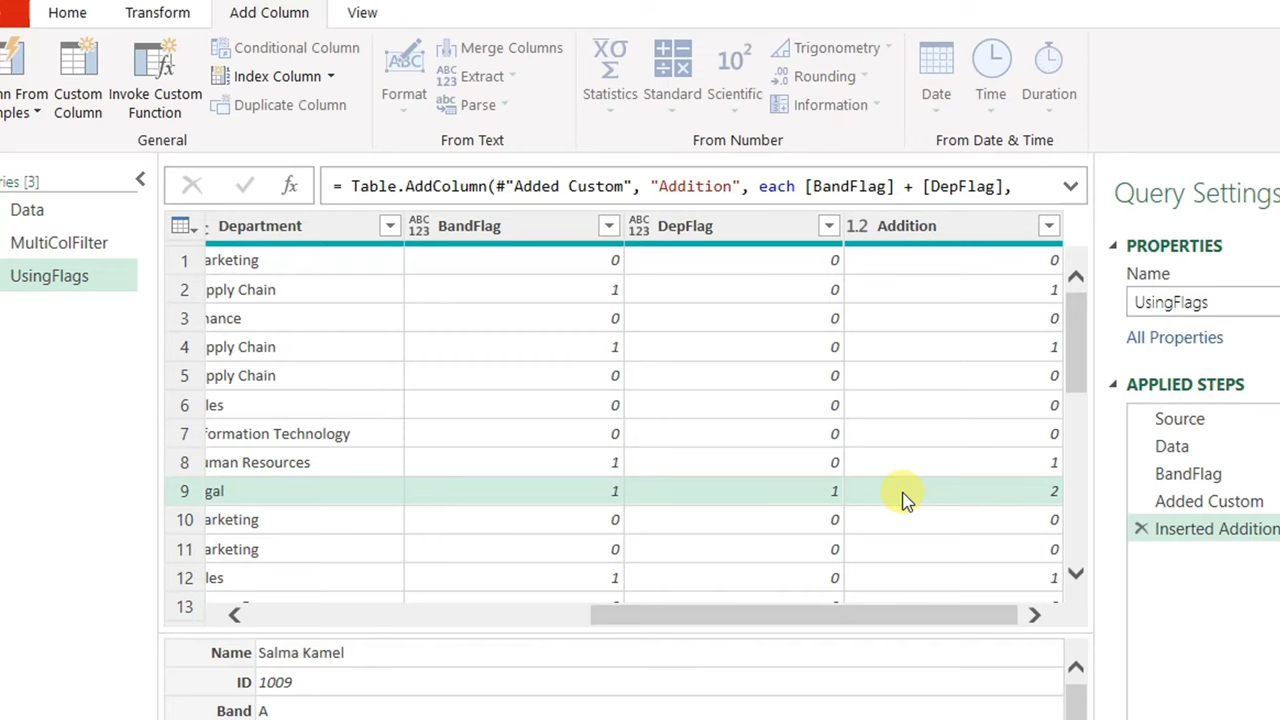 Home Transform Add Column View
Conditional Column
Index Column
Duplicate Column
Custom Column
Invoke Custom Function
General
ABC
Format
Merge Columns
ABC 123 Extract
abc Parse
From Text
XΣ Statistics
Standard
10² Scientific
Trigonometry
Rounding
Information
From Number
Date
Time
Duration
From Date & Time
ries [3]
Data
MultiColFilter
UsingFlags
fx = Table.AddColumn(#"Added Custom", "Addition", each [BandFlag] + [DepFlag],
Department ABC 123 BandFlag ABC 123 DepFlag 1.2 Addition
1 arketing 0 0 0
2 pply Chain 1 0 1
3 nance 0 0 0
4 pply Chain 1 0 1
5 pply Chain 0 0 0
6 les 0 0 0
7 formation Technology 0 0 0
8 uman Resources 1 0 1
9 gal 1 1 2
10 arketing 0 0 0
11 arketing 0 0 0
12 les 1 0 1
13
Name Salma Kamel
ID 1009
Band A
Query Settings
PROPERTIES
Name
UsingFlags
All Properties
APPLIED STEPS
Source
Data
BandFlag
Added Custom
Inserted Addition